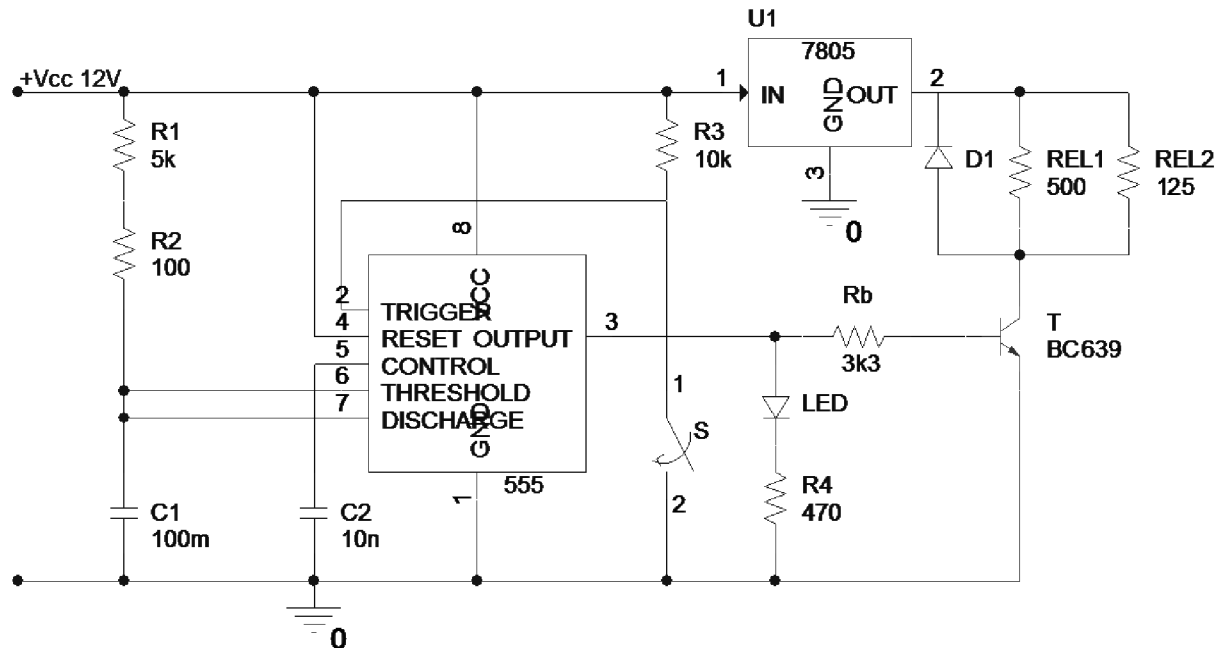 U1
7805
+Vcc 12V
1
IN
GND
OUT
2
3
0
R1
5k
R2
100
R3
10k
D1
REL1
500
REL2
125
8
VCC
2
TRIGGER
4
RESET
OUTPUT
3
5
CONTROL
6
THRESHOLD
7
DISCHARGE
GND
1
555
Rb
3k3
T
BC639
1
S
2
LED
R4
470
C1
100m
C2
10n
0